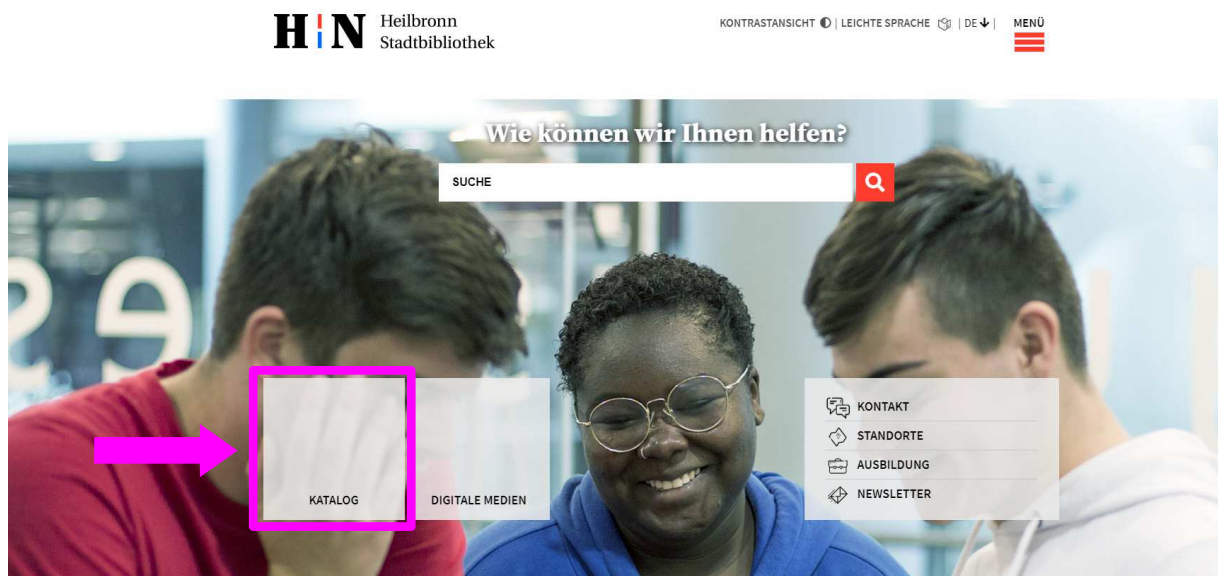 HN Heilbronn
Stadtbibliothek
KONTRASTANSICHT | LEICHTE SPRACHE | DE | MENÜ
Wie können wir Ihnen helfen?
SUCHE
KATALOG
DIGITALE MEDIEN
KONTAKT
STANDORTE
AUSBILDUNG
NEWSLETTER